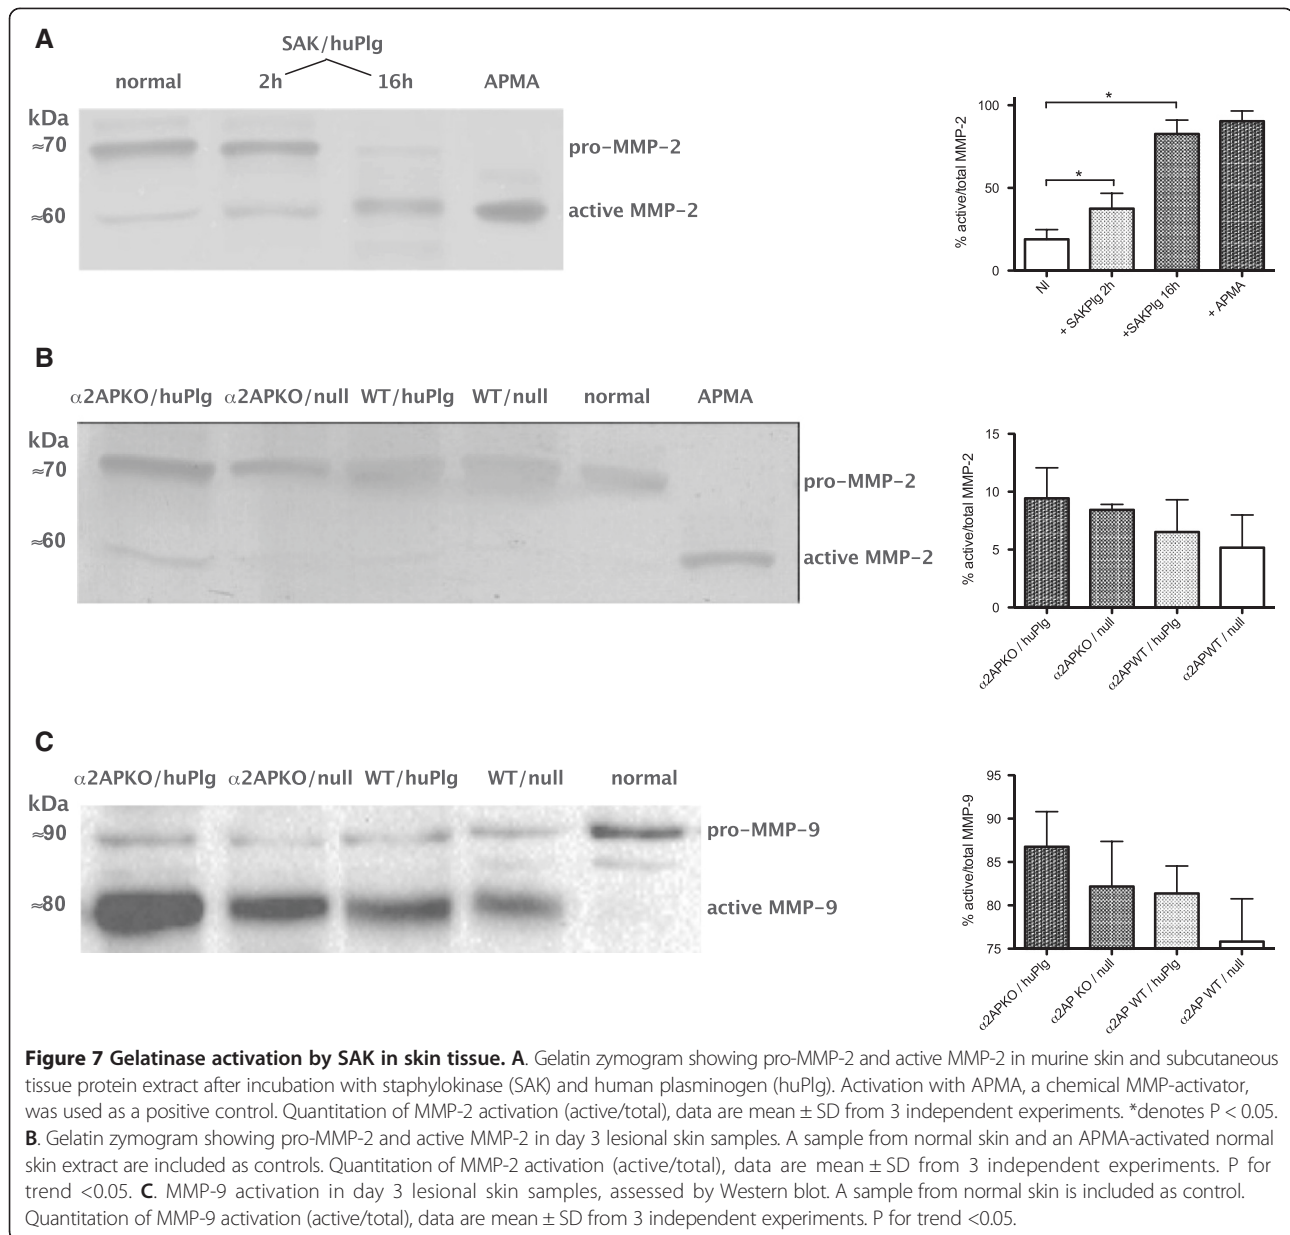 A
SAK/huPlg
normal 2h 16h APMA
kDa
≈70
≈60
pro-MMP-2
active MMP-2
% active/total MMP-2
100
50
0
*
*
NI
+ SAKPlg 2h
+SAKPlg 16h
+ APMA
B
α2APKO/huPlg α2APKO/null WT/huPlg WT/null normal APMA
kDa
≈70
≈60
pro-MMP-2
active MMP-2
% active/total MMP-2
15
10
5
0
α2APKO / huPlg
α2APKO / null
α2APWT / huPlg
α2APWT / null
C
α2APKO/huPlg α2APKO/null WT/huPlg WT/null normal
kDa
≈90
≈80
pro-MMP-9
active MMP-9
% active/total MMP-9
95
90
85
80
75
α2APKO / huPlg
α2AP KO / null
α2AP WT / huPlg
α2AP WT / null
Figure 7 Gelatinase activation by SAK in skin tissue. A. Gelatin zymogram showing pro-MMP-2 and active MMP-2 in murine skin and subcutaneous
tissue protein extract after incubation with staphylokinase (SAK) and human plasminogen (huPlg). Activation with APMA, a chemical MMP-activator,
was used as a positive control. Quantitation of MMP-2 activation (active/total), data are mean ± SD from 3 independent experiments. *denotes P < 0.05.
B. Gelatin zymogram showing pro-MMP-2 and active MMP-2 in day 3 lesional skin samples. A sample from normal skin and an APMA-activated normal
skin extract are included as controls. Quantitation of MMP-2 activation (active/total), data are mean ± SD from 3 independent experiments. P for
trend <0.05. C. MMP-9 activation in day 3 lesional skin samples, assessed by Western blot. A sample from normal skin is included as control.
Quantitation of MMP-9 activation (active/total), data are mean ± SD from 3 independent experiments. P for trend <0.05.